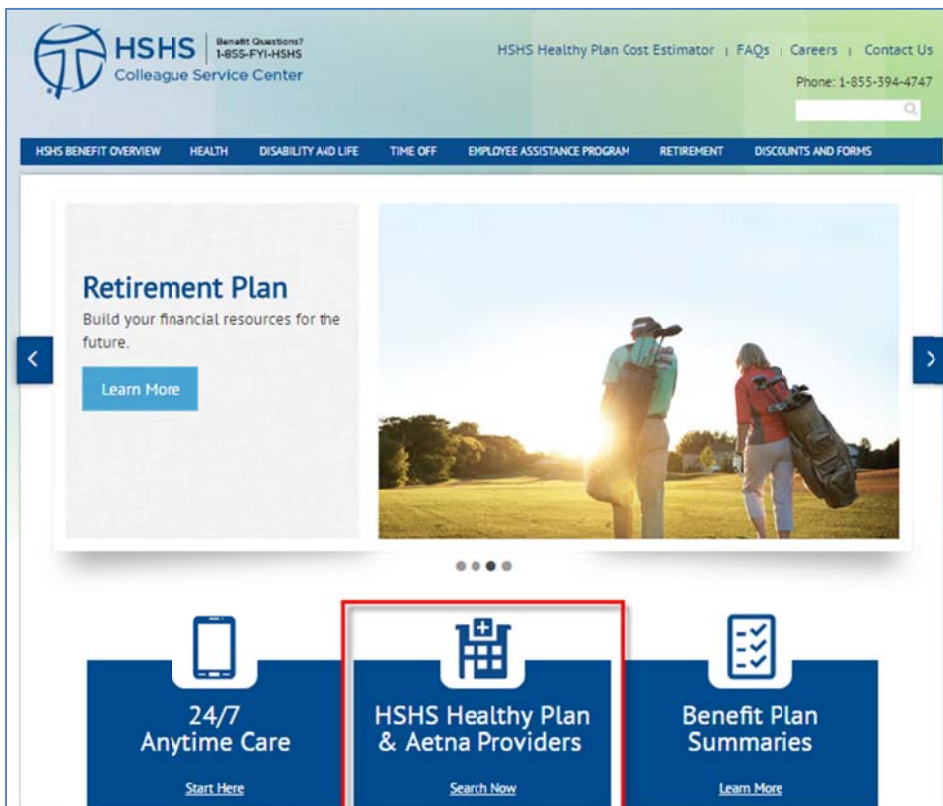 HSHS
Benefit Questions?
1-855-FYI-HSHS
Colleague Service Center
HSHS Healthy Plan Cost Estimator | FAQs | Careers | Contact Us
Phone: 1-855-394-4747
HSHS BENEFIT OVERVIEW HEALTH DISABILITY AND LIFE TIME OFF EMPLOYEE ASSISTANCE PROGRAM RETIREMENT DISCOUNTS AND FORMS
Retirement Plan
Build your financial resources for the
future.
Learn More
24/7
Anytime Care
Start Here
HSHS Healthy Plan
& Aetna Providers
Search Now
Benefit Plan
Summaries
Learn More